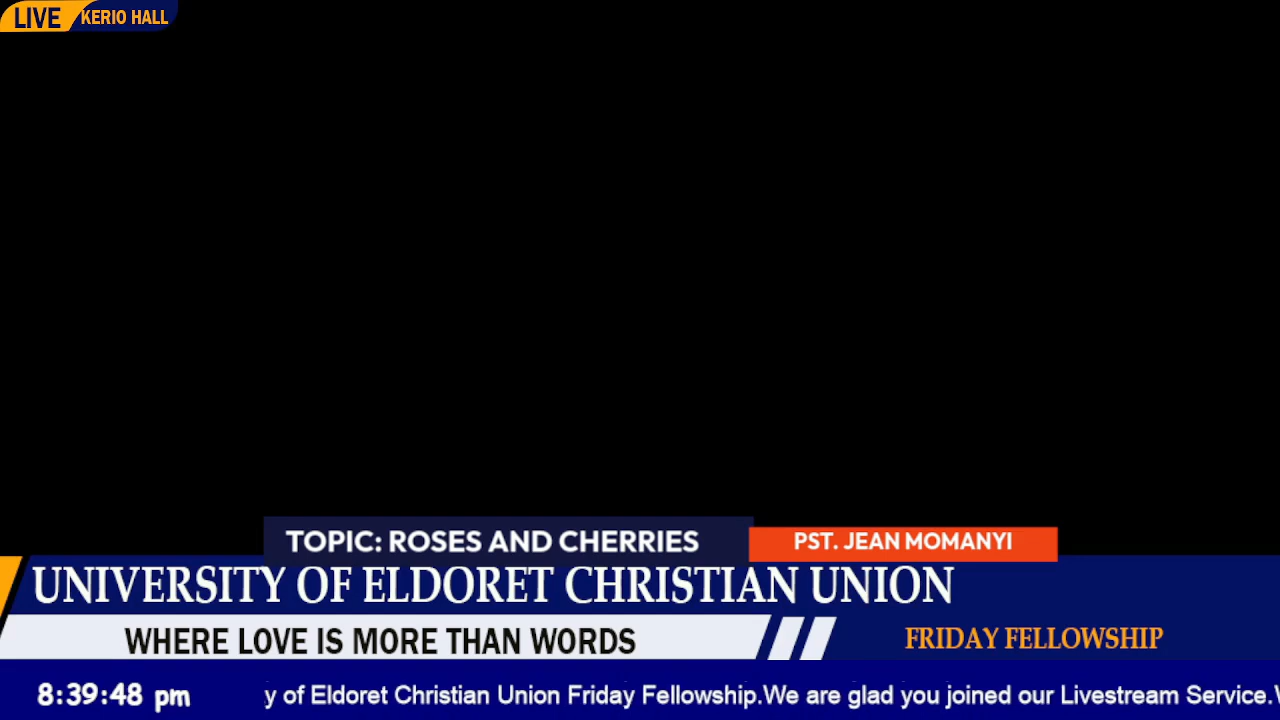 LIVE KERIO HALL
TOPIC: ROSES AND CHERRIES
PST. JEAN MOMANYI
UNIVERSITY OF ELDORET CHRISTIAN UNION
WHERE LOVE IS MORE THAN WORDS
FRIDAY FELLOWSHIP
8:39:48 pm
y of Eldoret Christian Union Friday Fellowship.We are glad you joined our Livestream Service.